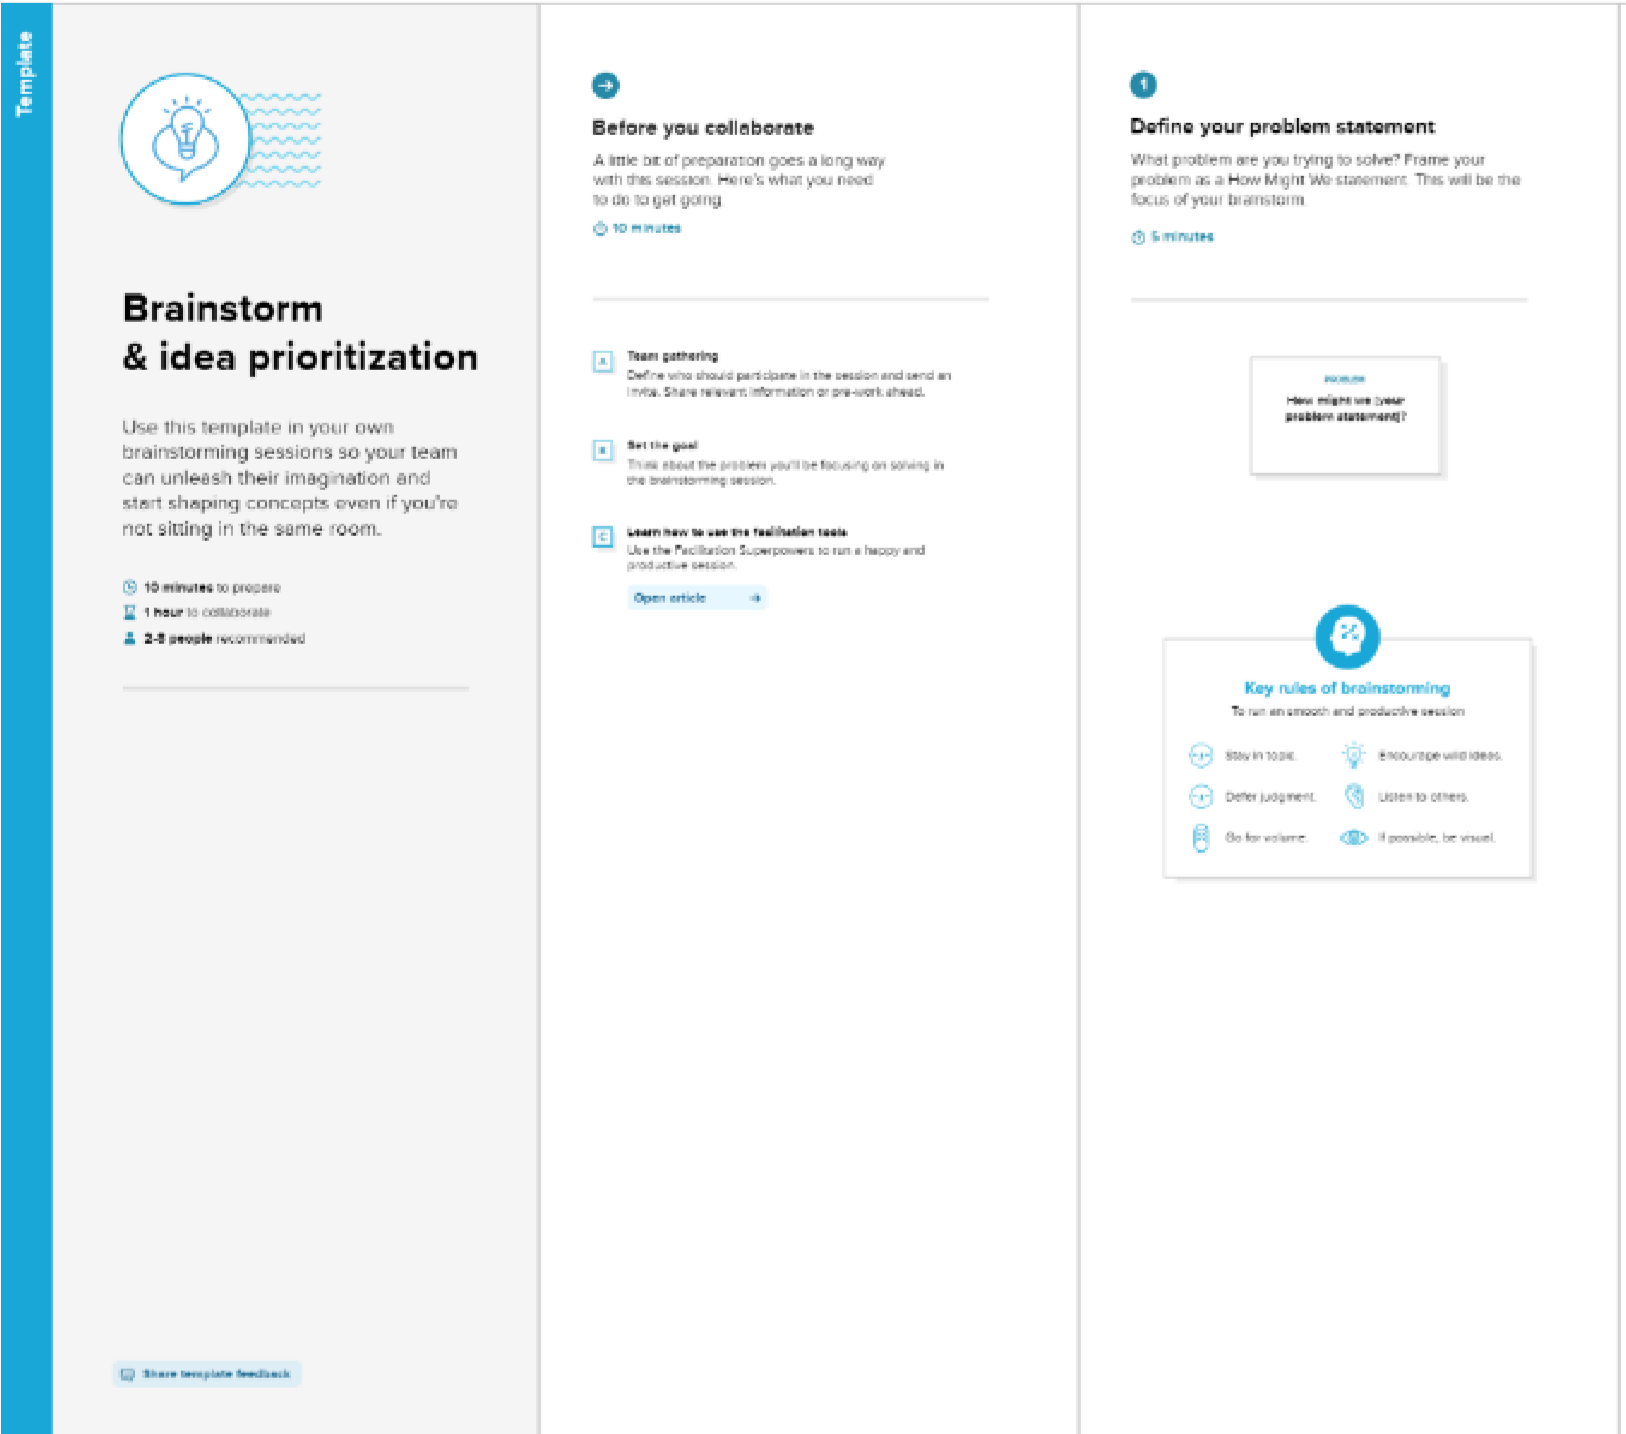 Template
Brainstorm
& idea prioritization
Use this template in your own
brainstorming sessions so your team
can unleash their imagination and
start shaping concepts even if you're
not sitting in the same room.
10 minutes to prepare
1 hour to collaborate
2-8 people recommended
Share template feedback
Before you collaborate
A little bit of preparation goes a long way
with this session. Here's what you need
to do to get going.
10 minutes
A
Team gathering
Define who should participate in the session and send an
invite. Share relevant information or pre-work ahead.
B
Set the goal
Think about the problem you'll be focusing on solving in
the brainstorming session.
C
Learn how to use the facilitation tools
Use the Facilitation Superpowers to run a happy and
productive session.
Open article
1
Define your problem statement
What problem are you trying to solve? Frame your
problem as a How Might We statement. This will be the
focus of your brainstorm.
5 minutes
PROBLEM
How might we [your
problem statement]?
Key rules of brainstorming
To run an smooth and productive session
Stay in topic.
Encourage wild ideas.
Defer judgment.
Listen to others.
Go for volume.
If possible, be visual.